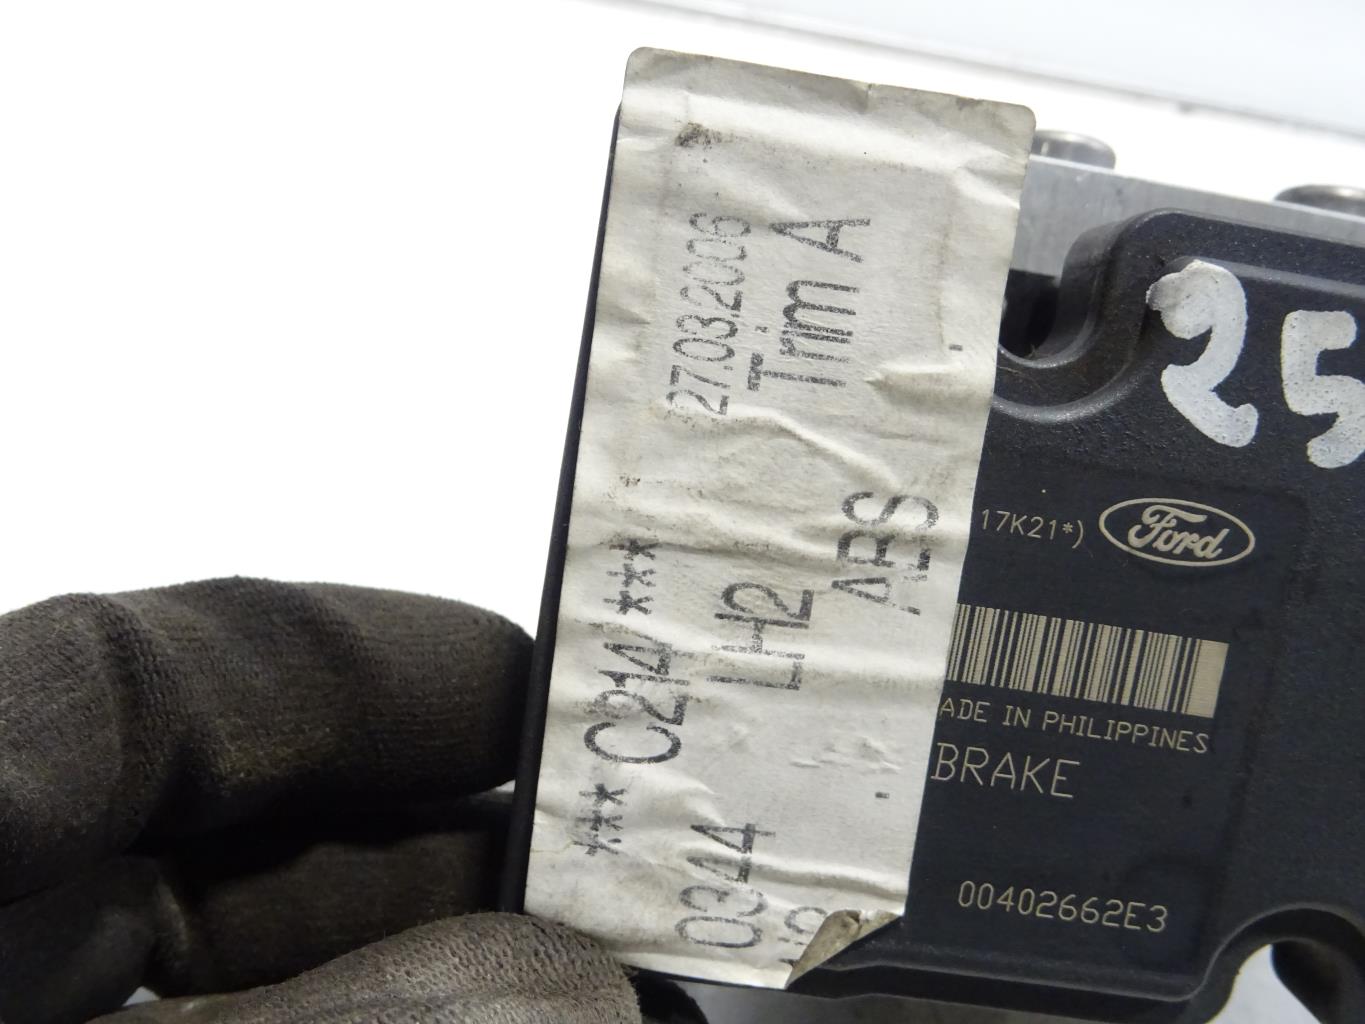 *** C214 ***
27.03.2006
0344
LH2
Trim A
ABS
25
17K21*)
Ford
ADE IN PHILIPPINES
BRAKE
00402662E3